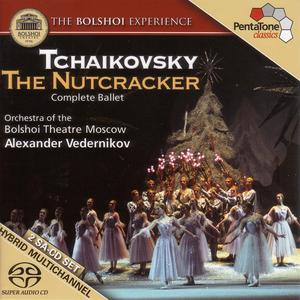 BOLSHOI
THE BOLSHOI EXPERIENCE
PentaTone
classics
TCHAIKOVSKY
THE NUTCRACKER
Complete Ballet
Orchestra of the
Bolshoi Theatre Moscow
Alexander Vedernikov
2 SA-CD SET
HYBRID MULTICHANNEL
SUPER AUDIO CD